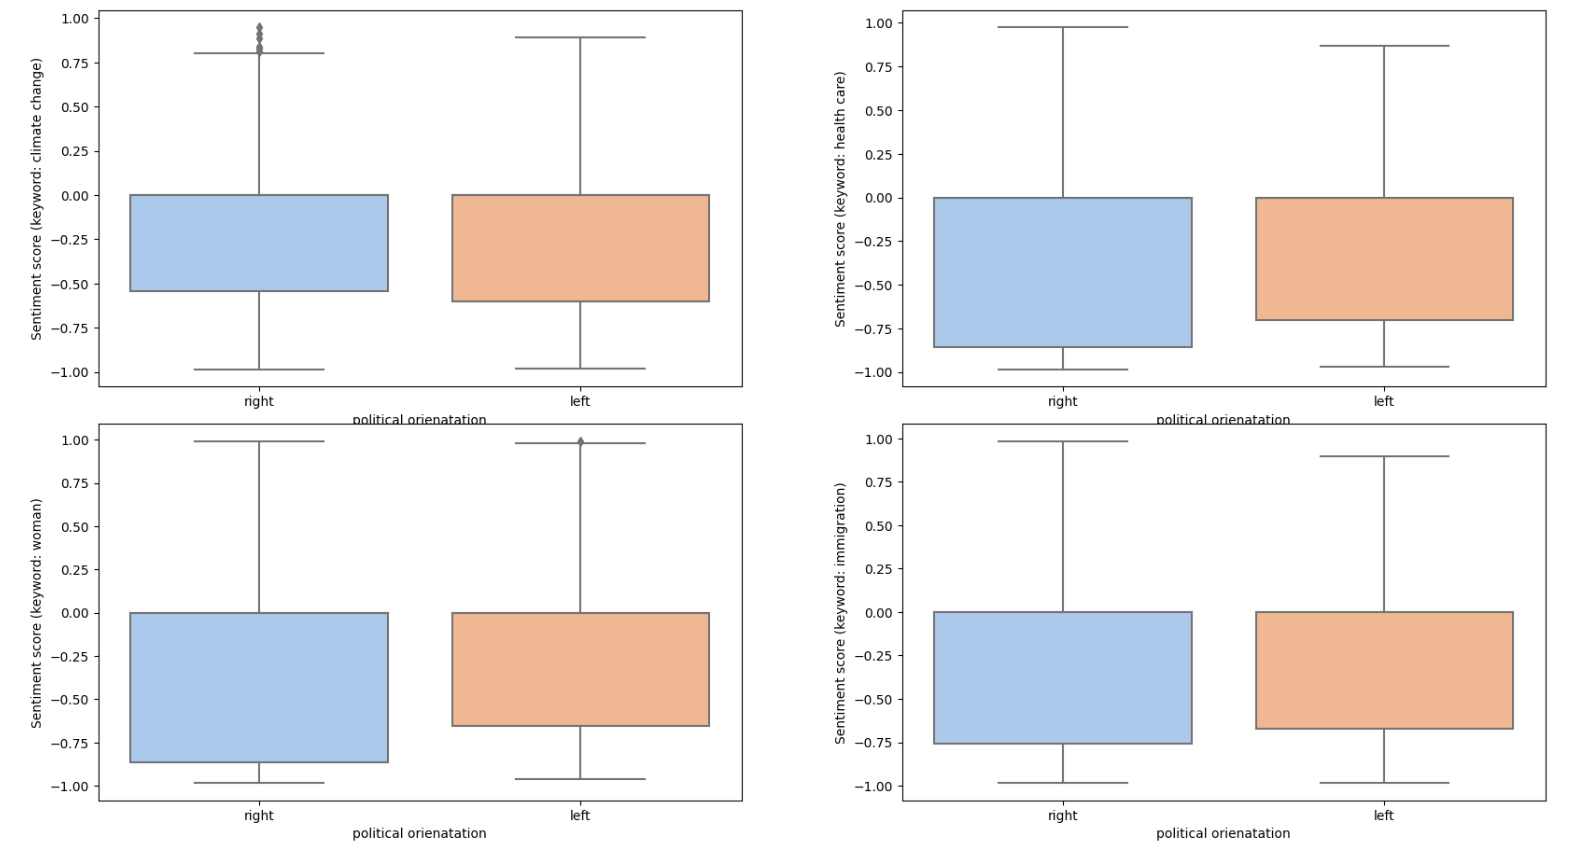 Sentiment score (keyword: climate change)
1.00
0.75
0.50
0.25
0.00
−0.25
−0.50
−0.75
−1.00
right
left
political orienatation
Sentiment score (keyword: health care)
1.00
0.75
0.50
0.25
0.00
−0.25
−0.50
−0.75
−1.00
right
left
political orienatation
Sentiment score (keyword: woman)
1.00
0.75
0.50
0.25
0.00
−0.25
−0.50
−0.75
−1.00
right
left
political orienatation
Sentiment score (keyword: immigration)
1.00
0.75
0.50
0.25
0.00
−0.25
−0.50
−0.75
−1.00
right
left
political orienatation